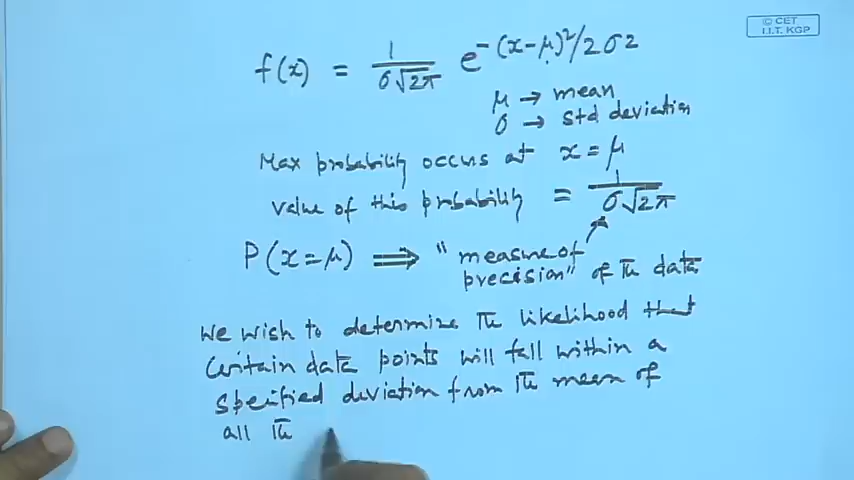 © CET
I.I.T. KGP
f(x) = 1/σ√2π e^-(x-μ)²/2σ2
μ → mean
σ → std deviation
Max probability occurs at x = μ
value of this probability = 1/σ√2π
P(x=μ) ⟹ "measure of
precision" of the data
We wish to determine the likelihood that
certain data points will fall within a
specified deviation from the mean of
all the